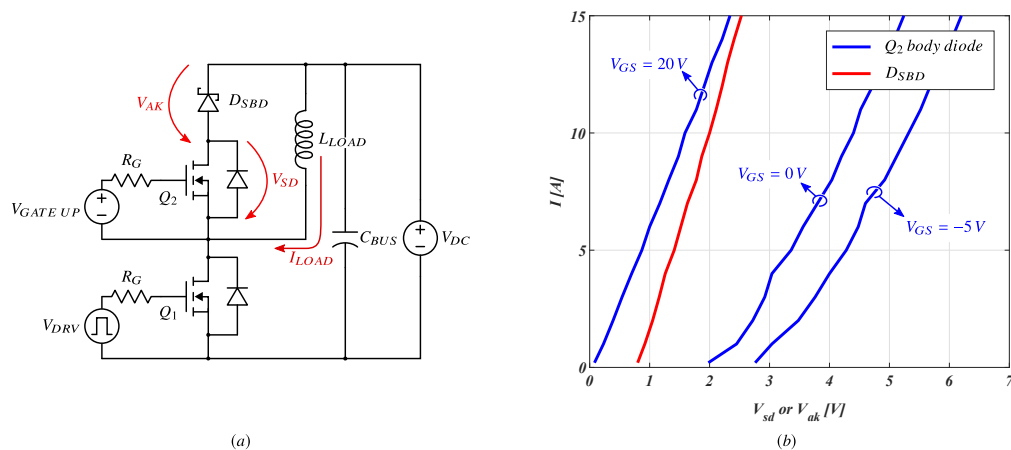 V_AK
D_SBD
L_LOAD
R_G
V_SD
Q_2
V_GATE UP
+
−
I_LOAD
C_BUS
+
−
V_DC
R_G
Q_1
V_DRV
(a)
15
10
5
0
I [A]
V_GS = 20 V
Q_2 body diode
D_SBD
V_GS = 0 V
V_GS = −5 V
0 1 2 3 4 5 6 7
V_sd or V_ak [V]
(b)